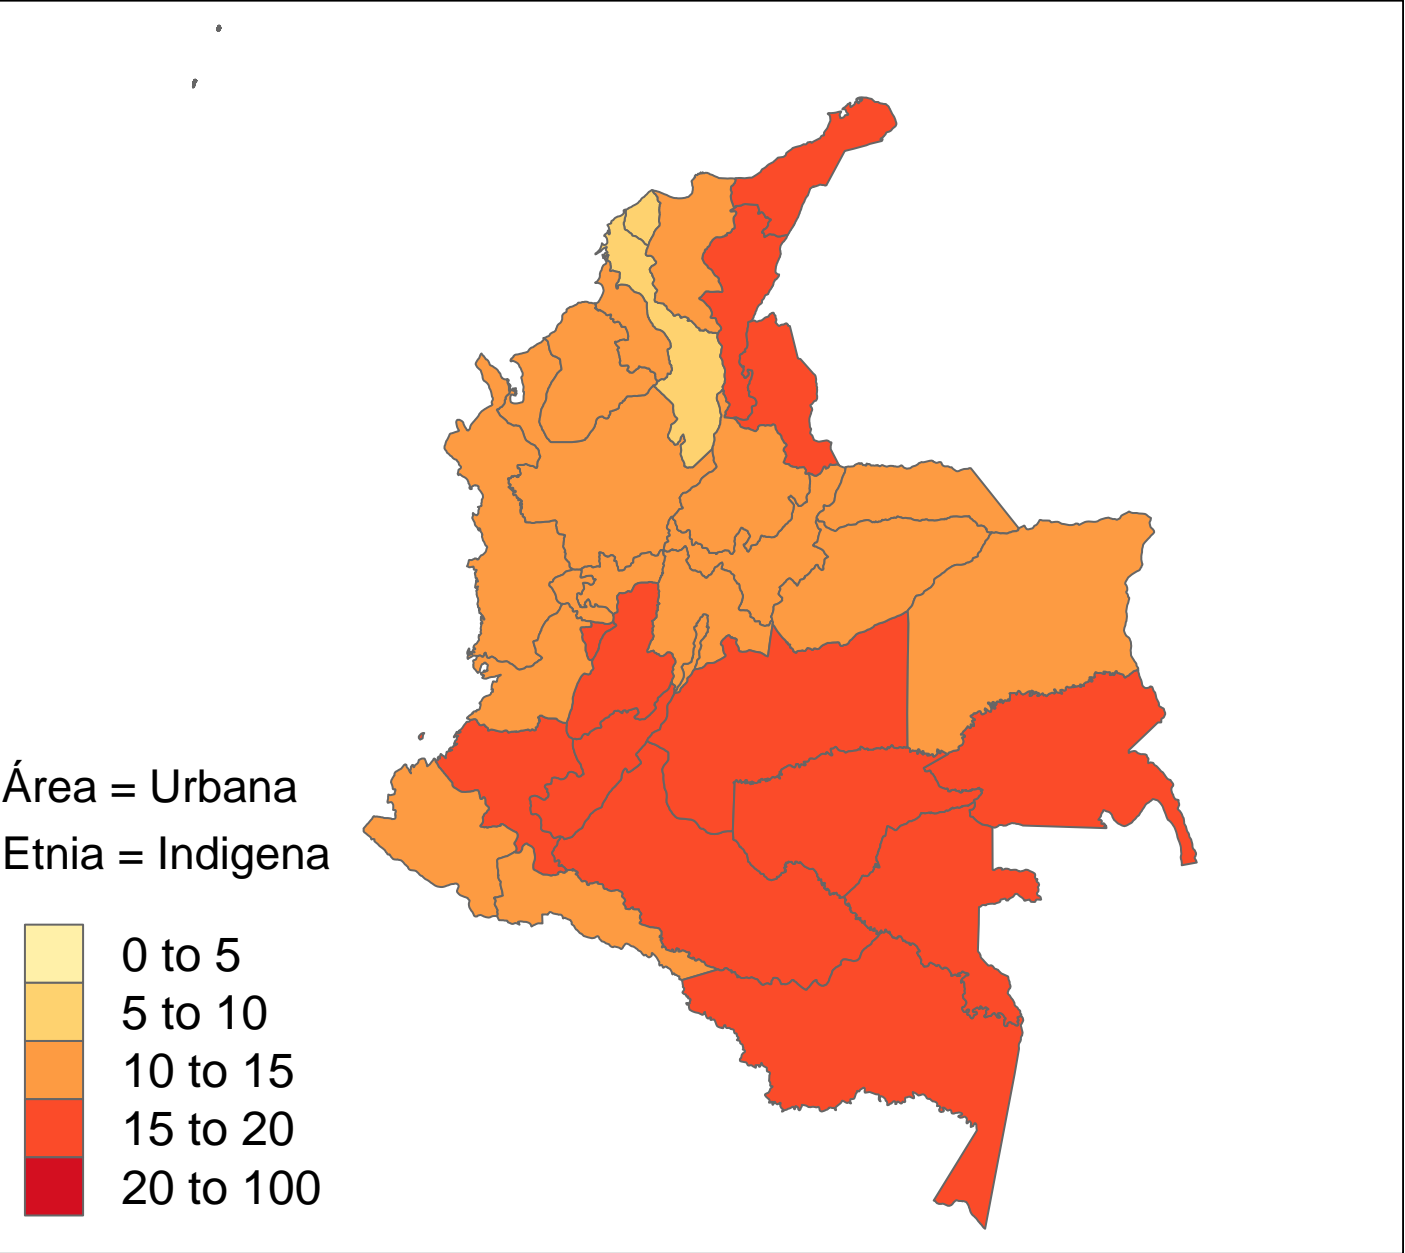 Área = Urbana
Etnia = Indigena
0 to 5
5 to 10
10 to 15
15 to 20
20 to 100